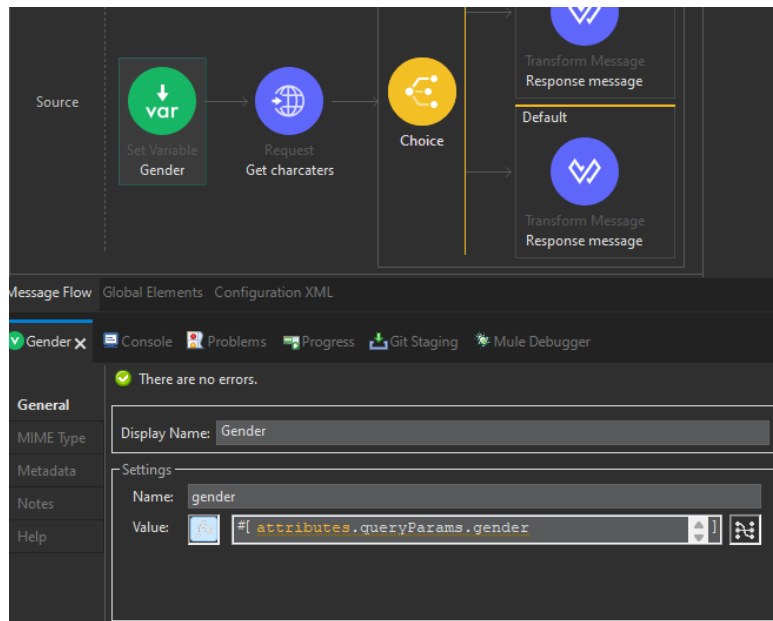 Transform Message
Response message
Source
Default
var
Choice
Set Variable
Gender
Request
Get charcaters
Transform Message
Response message
Message Flow Global Elements Configuration XML
Gender Console Problems Progress Git Staging Mule Debugger
There are no errors.
General
MIME Type
Metadata
Notes
Help
Display Name: Gender
Settings
Name: gender
Value: #[ attributes.queryParams.gender ]